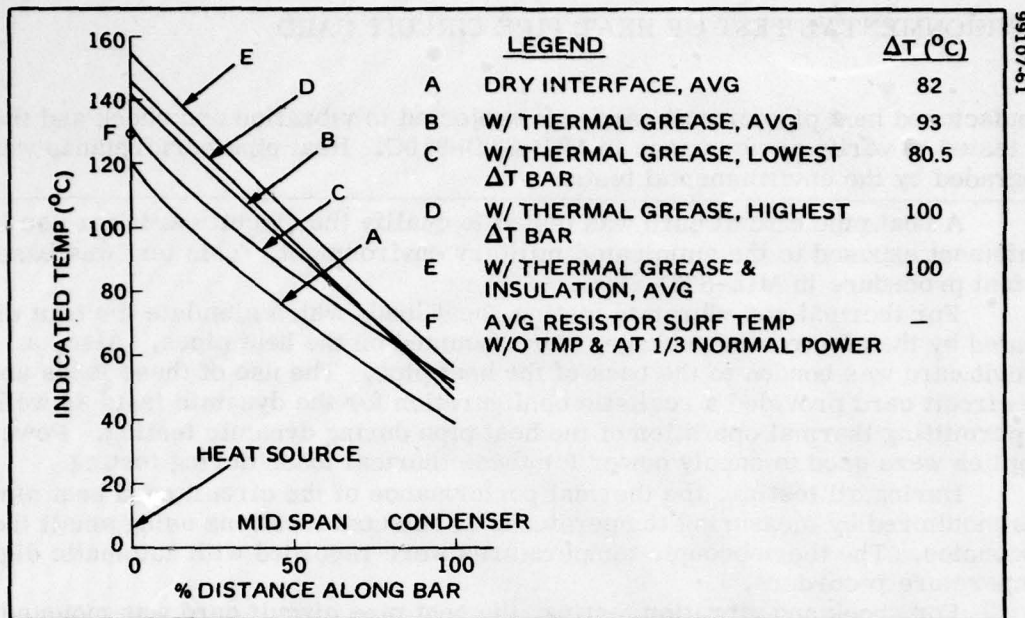 LEGEND ΔT (°C)
A DRY INTERFACE, AVG 82
B W/ THERMAL GREASE, AVG 93
C W/ THERMAL GREASE, LOWEST 80.5
ΔT BAR
D W/ THERMAL GREASE, HIGHEST 100
ΔT BAR
E W/ THERMAL GREASE & 100
INSULATION, AVG
F AVG RESISTOR SURF TEMP —
W/O TMP & AT 1/3 NORMAL POWER
INDICATED TEMP (°C)
160
140
F
120
100
80
60
40
20
0
E
D
B
C
A
HEAT SOURCE
MID SPAN CONDENSER
0 50 100
% DISTANCE ALONG BAR